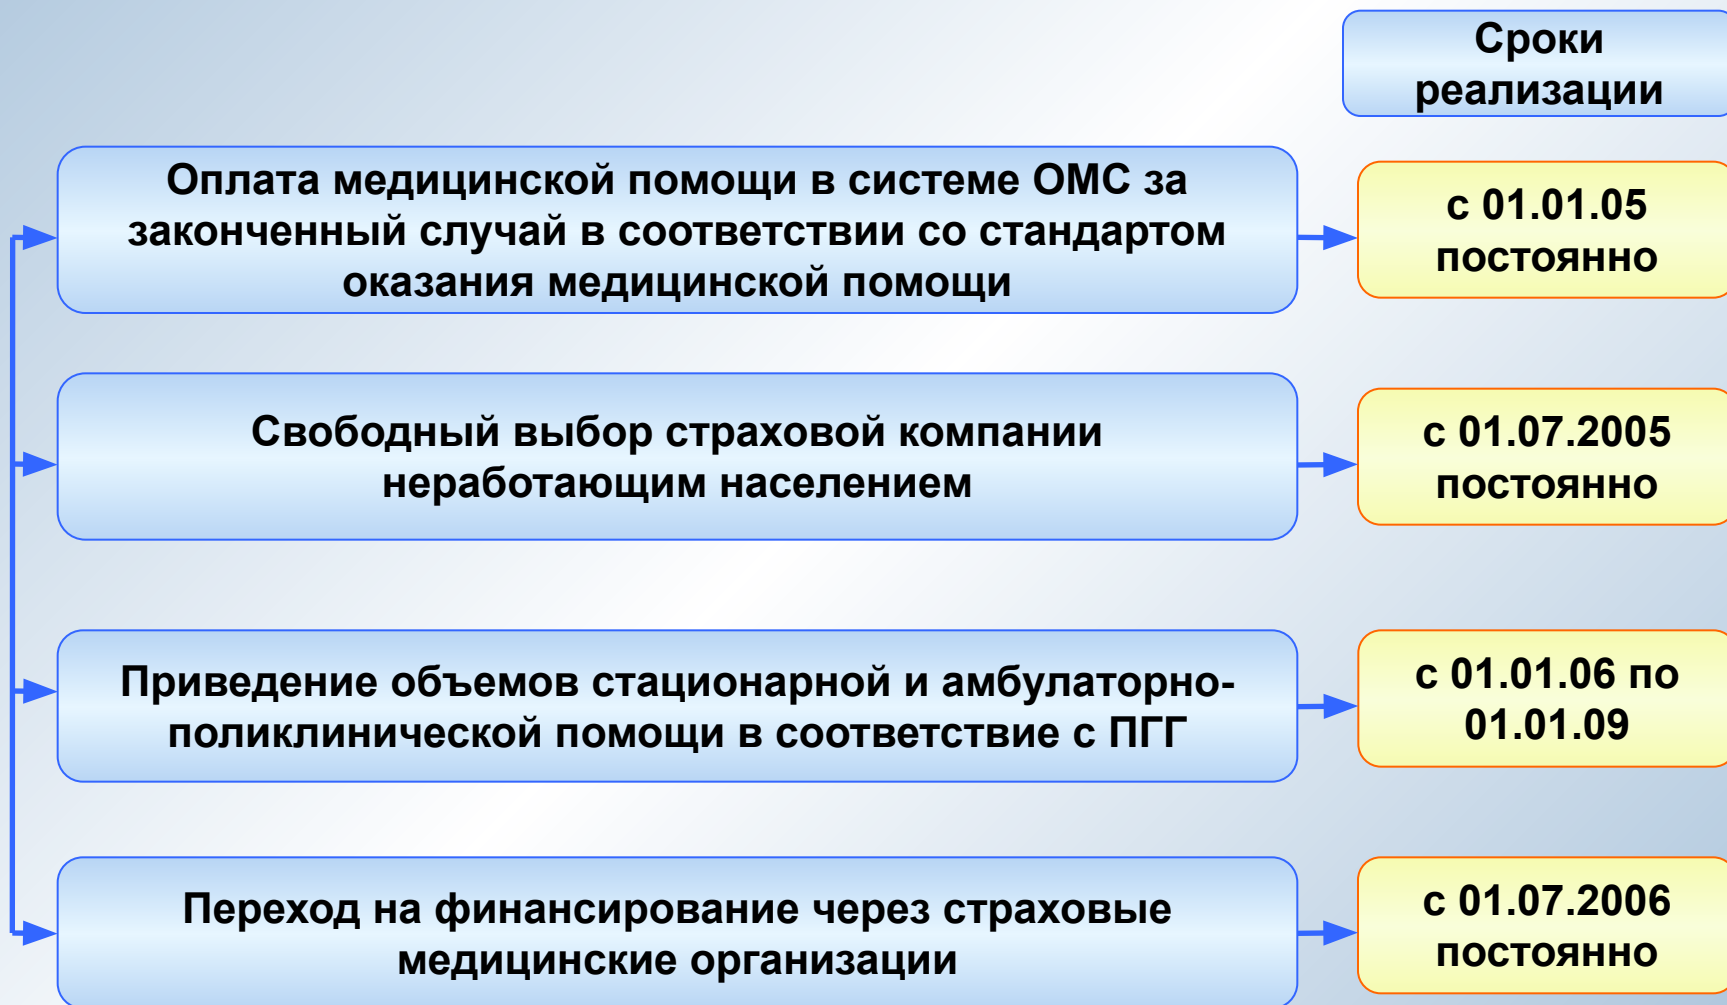 Сроки
реализации
Оплата медицинской помощи в системе ОМС за
законченный случай в соответствии со стандартом
оказания медицинской помощи
с 01.01.05
постоянно
Свободный выбор страховой компании
неработающим населением
с 01.07.2005
постоянно
Приведение объемов стационарной и амбулаторно-
поликлинической помощи в соответствие с ПГГ
с 01.01.06 по
01.01.09
Переход на финансирование через страховые
медицинские организации
с 01.07.2006
постоянно